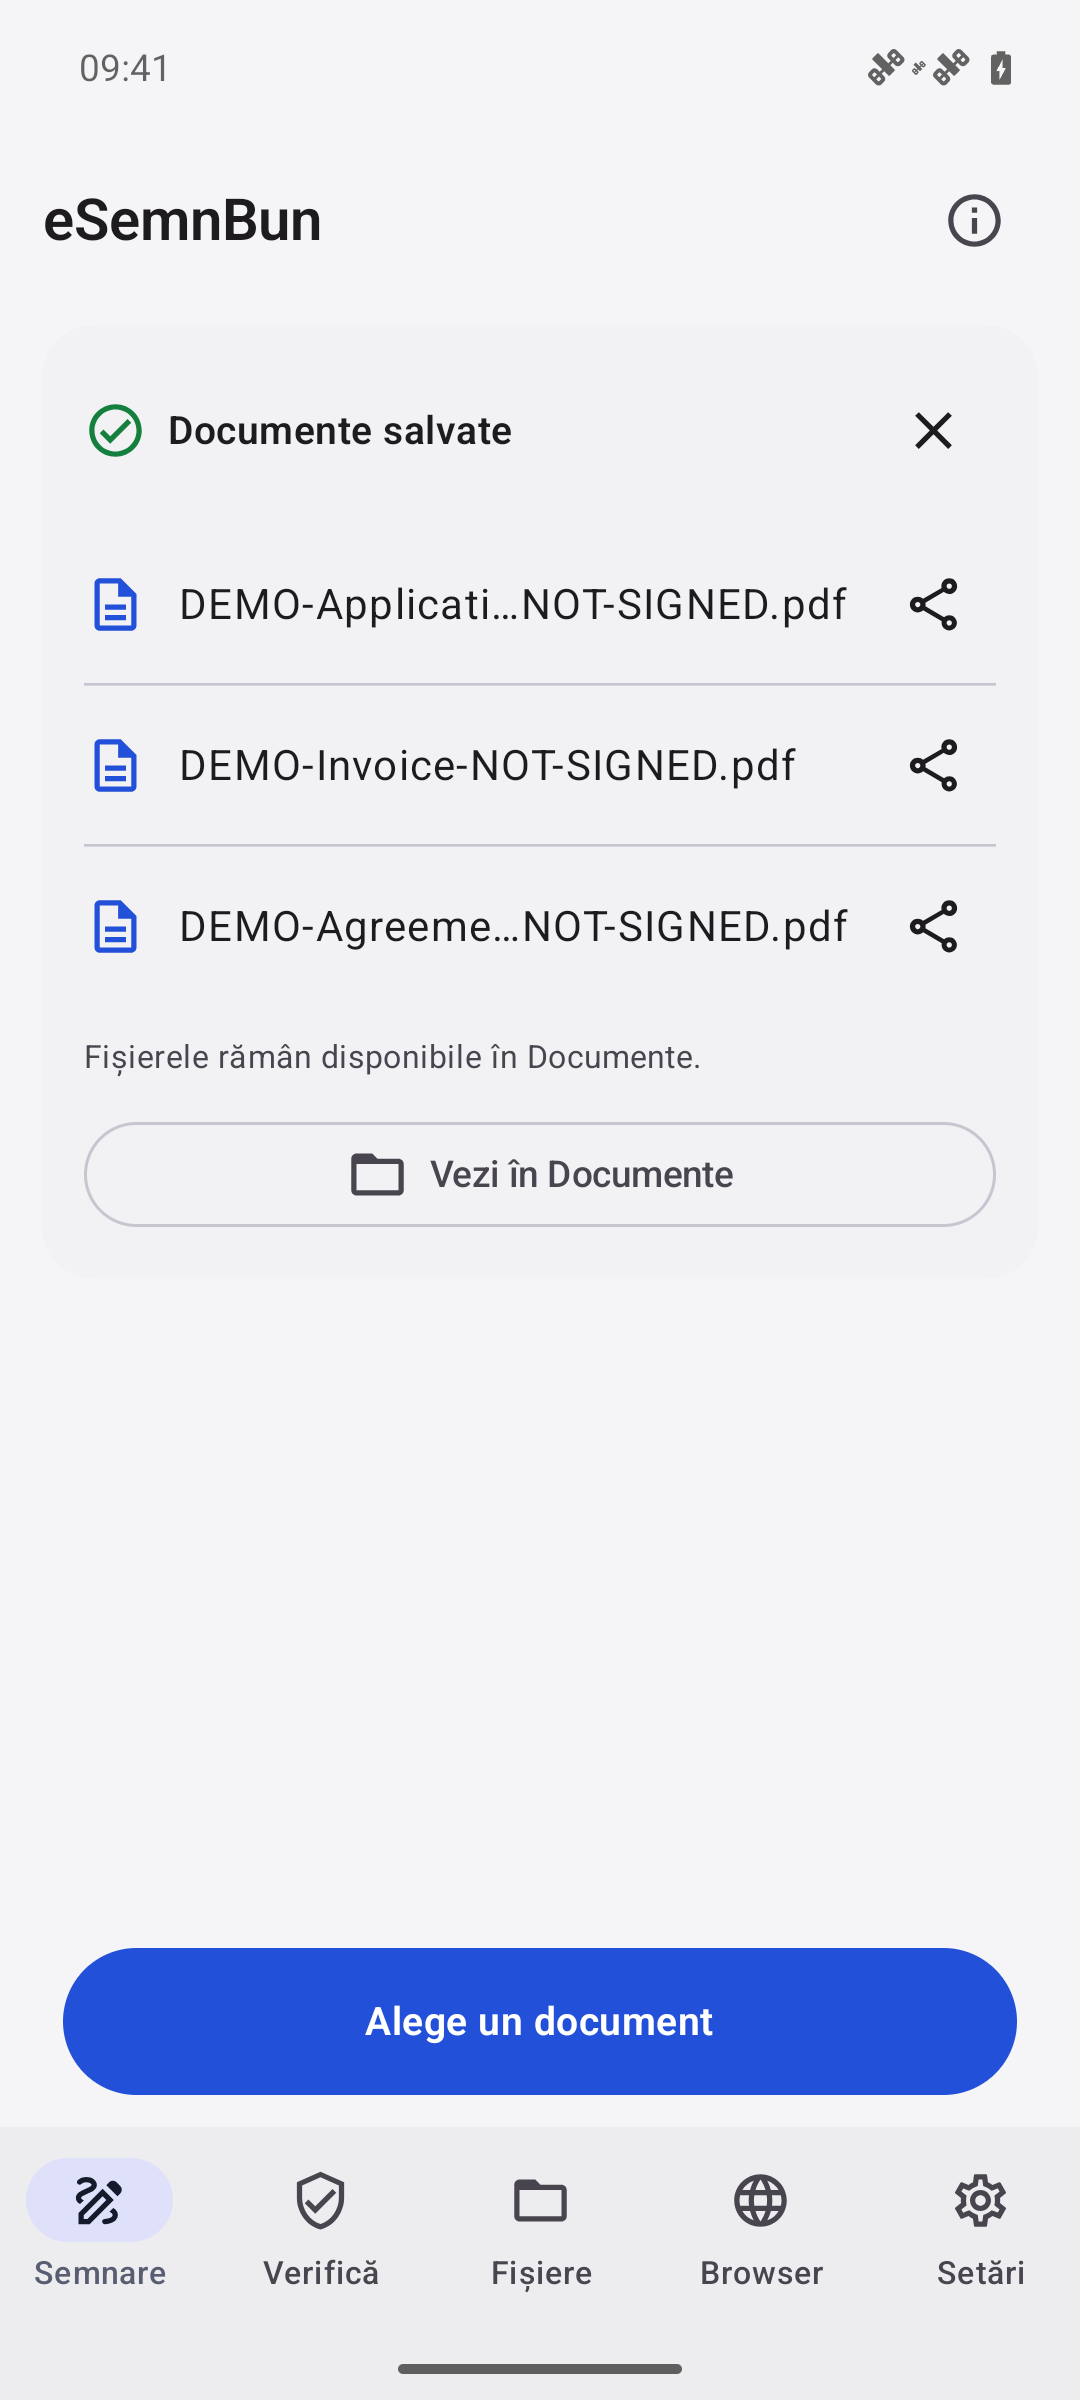 09:41
eSemnBun
Documente salvate
DEMO-Applicati…NOT-SIGNED.pdf
DEMO-Invoice-NOT-SIGNED.pdf
DEMO-Agreeme…NOT-SIGNED.pdf
Fișierele rămân disponibile în Documente.
Vezi în Documente
Alege un document
Semnare
Verifică
Fișiere
Browser
Setări